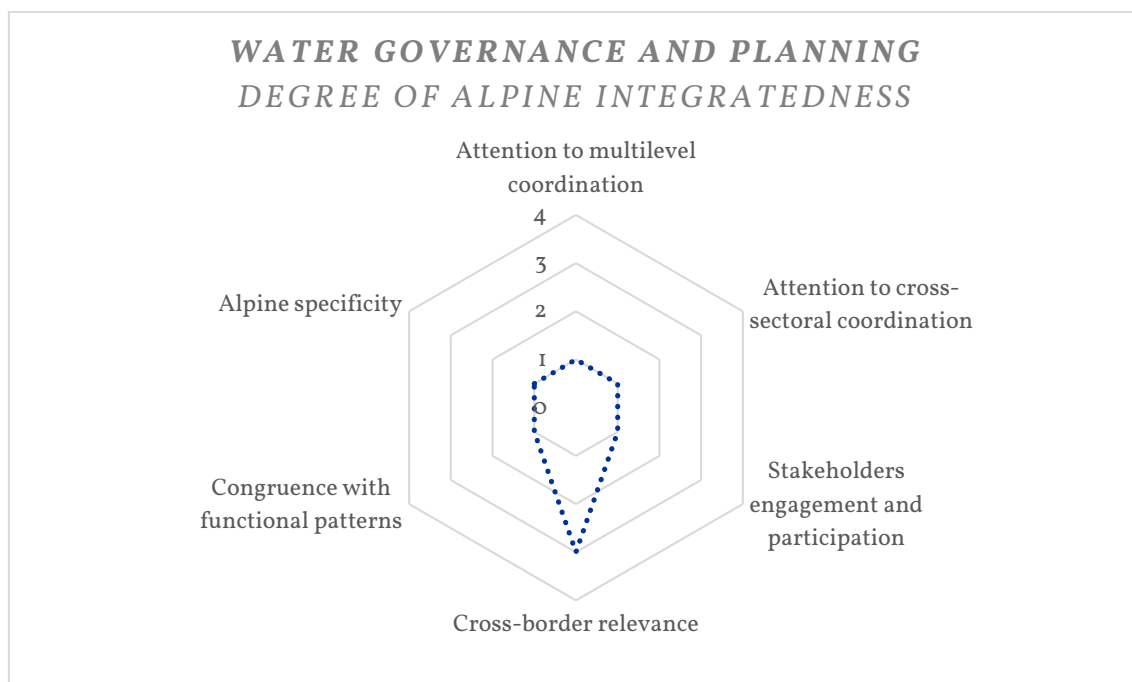 WATER GOVERNANCE AND PLANNING
DEGREE OF ALPINE INTEGRATEDNESS
Attention to multilevel
coordination
4
3
2
1
0
Attention to cross-
sectoral coordination
Stakeholders
engagement and
participation
Cross-border relevance
Congruence with
functional patterns
Alpine specificity